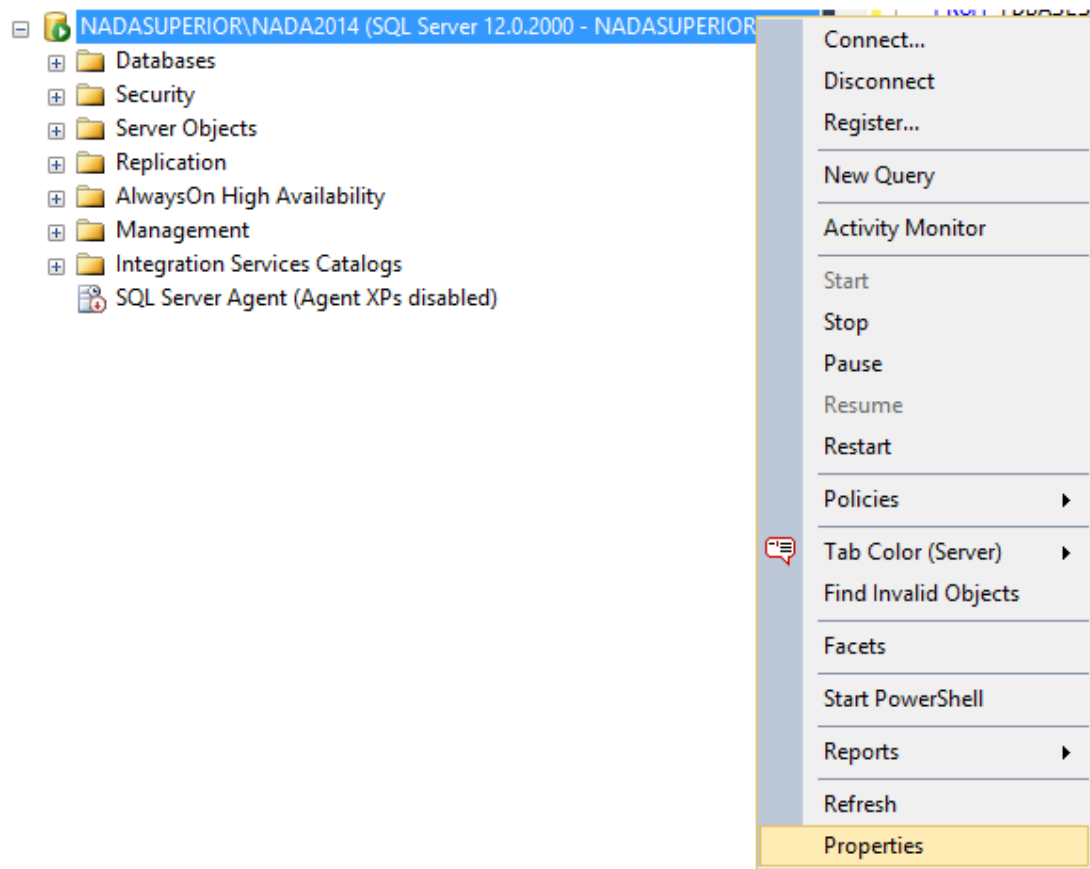 NADASUPERIOR\NADA2014 (SQL Server 12.0.2000 - NADASUPERIOR
Databases
Security
Server Objects
Replication
AlwaysOn High Availability
Management
Integration Services Catalogs
SQL Server Agent (Agent XPs disabled)
Connect...
Disconnect
Register...
New Query
Activity Monitor
Start
Stop
Pause
Resume
Restart
Policies
Tab Color (Server)
Find Invalid Objects
Facets
Start PowerShell
Reports
Refresh
Properties